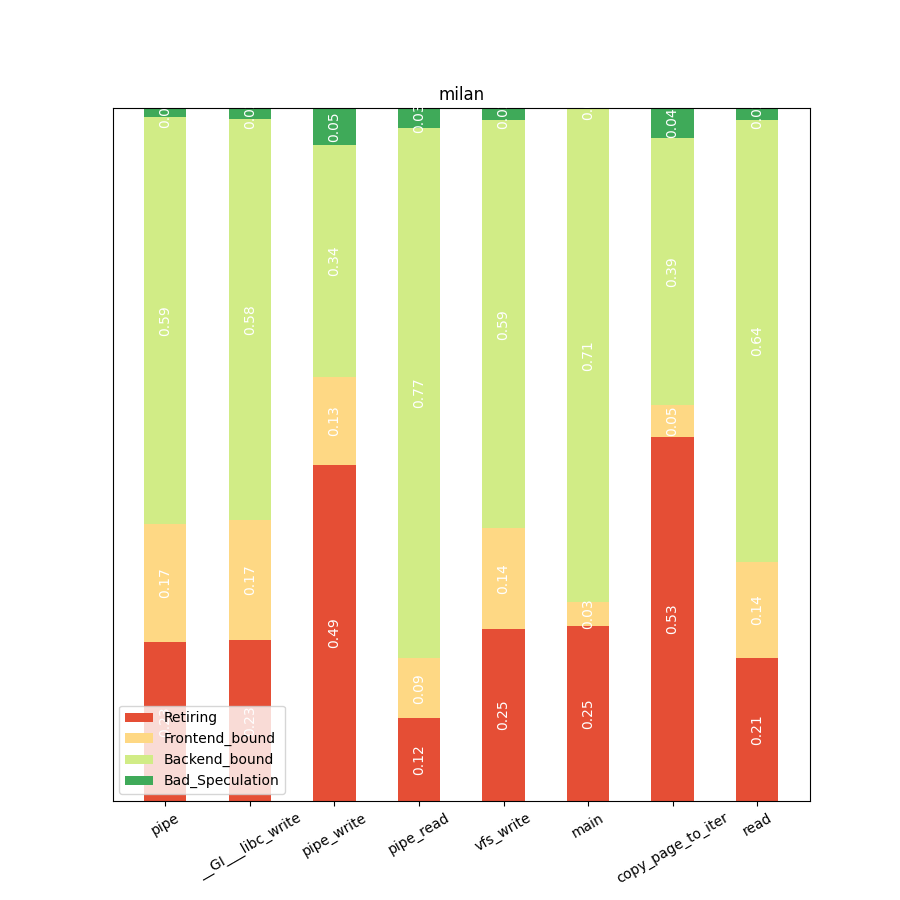 milan
0.59
0.17
0.58
0.17
0.23
0.05
0.34
0.13
0.49
0.03
0.77
0.09
0.12
0.59
0.14
0.25
0.71
0.03
0.25
0.04
0.39
0.05
0.53
0.64
0.14
0.21
Retiring
Frontend_bound
Backend_bound
Bad_Speculation
pipe
__GI___libc_write
pipe_write
pipe_read
vfs_write
main
copy_page_to_iter
read